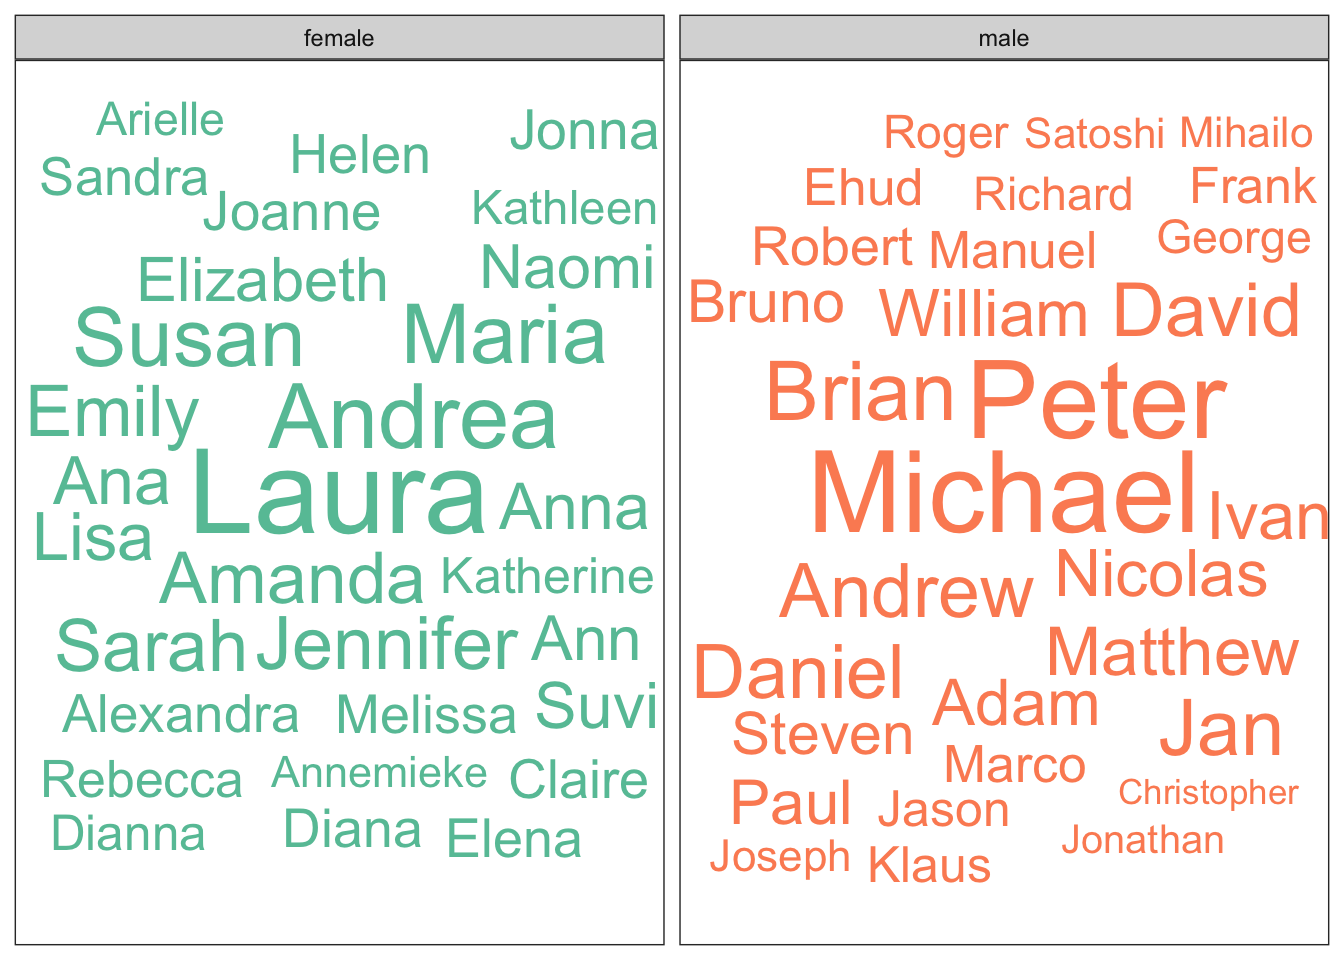 female
Arielle
Helen
Jonna
Sandra
Joanne
Kathleen
Elizabeth
Naomi
Susan
Maria
Emily
Andrea
Ana
Laura
Anna
Lisa
Amanda
Katherine
Sarah
Jennifer
Ann
Alexandra
Melissa
Suvi
Rebecca
Annemieke
Claire
Dianna
Diana
Elena
male
Roger
Satoshi
Mihailo
Ehud
Richard
Frank
Robert
Manuel
George
Bruno
William
David
Brian
Peter
Michael
Ivan
Andrew
Nicolas
Daniel
Matthew
Steven
Adam
Jan
Marco
Paul
Jason
Christopher
Joseph
Klaus
Jonathan